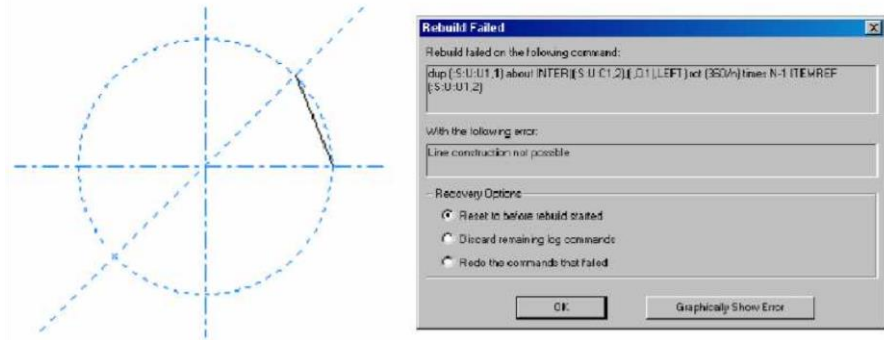 Rebuild Failed
Rebuild failed on the following command:
dup (:S:U:U1,1) about INTER((:S:U:C1,2),(,O1),LEFT) rot (360/n) times N-1 ITEMREF
(:S:U:U1,2)
With the following error:
Line construction not possible
Recovery Options
Reset to before rebuild started
Discard remaining log commands
Redo the commands that failed
OK
Graphically Show Error